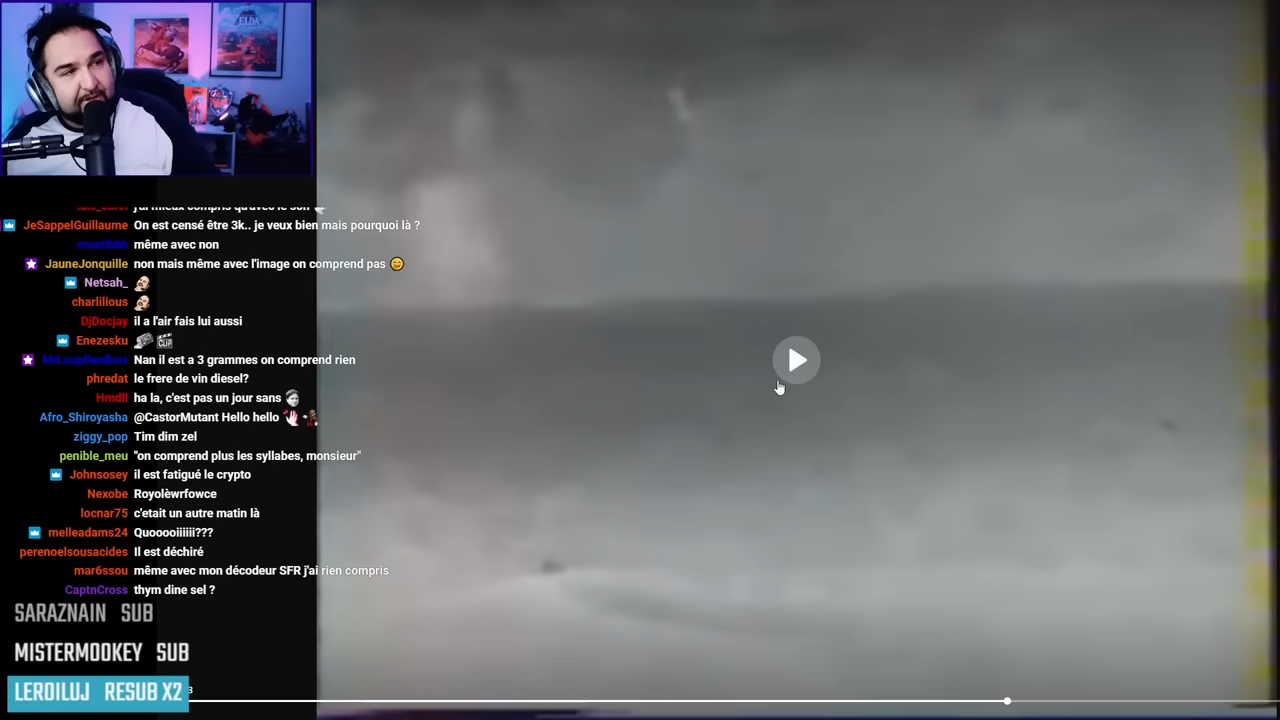 ZELDA
JeSappelGuillaume On est censé être 3k.. je veux bien mais pourquoi là ?
même avec non
JauneJonquille non mais même avec l'image on comprend pas
Netsah_
charlilious
DjDocjay il a l'air fais lui aussi
Enezesku
Nan il est a 3 grammes on comprend rien
phredat le frere de vin diesel?
Hmdll ha la, c'est pas un jour sans
Afro_Shiroyasha @CastorMutant Hello hello
ziggy_pop Tim dim zel
penible_meu "on comprend plus les syllabes, monsieur"
Johnsosey il est fatigué le crypto
Nexobe Royolèwrfowce
locnar75 c'etait un autre matin là
melleadams24 Quooooiiiiii???
perenoelsousacides Il est déchiré
mar6ssou même avec mon décodeur SFR j'ai rien compris
CaptnCross thym dine sel ?
SARAZNAIN SUB
MISTERMOOKEY SUB
LEROILUJ RESUB X2
3